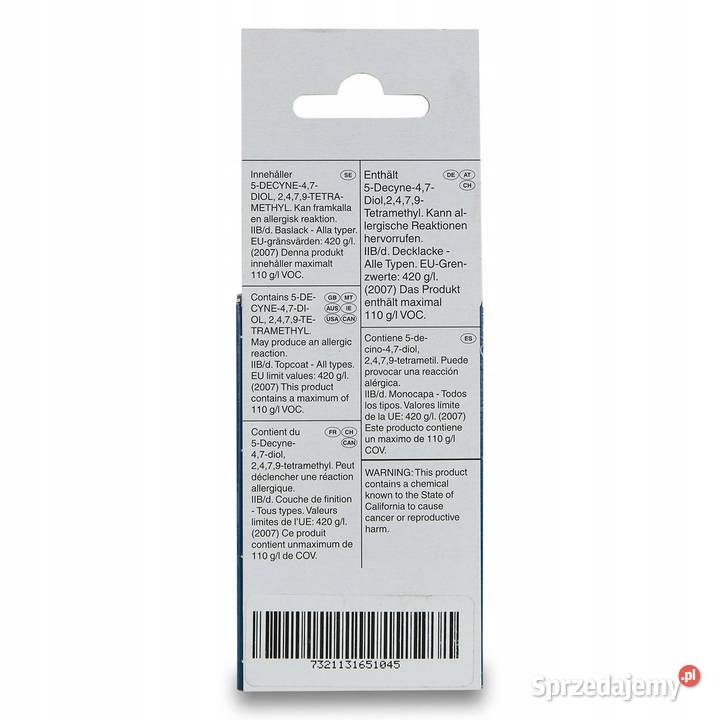 Innehåller SE
5-DECYNE-4,7-
DIOL, 2,4,7,9-TETRA-
METHYL. Kan framkalla
en allergisk reaktion.
IIB/d. Baslack - Alla typer.
EU-gränsvärden: 420 g/l.
(2007) Denna produkt
innehåller maximalt
110 g/l VOC.
Contains 5-DE- GB MT
CYNE-4,7-DI- AUS IE
OL, 2,4,7,9-TE- USA CAN
TRAMETHYL.
May produce an allergic
reaction.
IIB/d. Topcoat - All types.
EU limit values: 420 g/l.
(2007) This product
contains a maximum of
110 g/l VOC.
Contient du FR CH
5-Decyne- CAN
4,7-diol,
2,4,7,9-tetramethyl. Peut
déclencher une réaction
allergique.
IIB/d. Couche de finition
- Tous types. Valeurs
limites de l'UE: 420 g/l.
(2007) Ce produit
contient unmaximum de
110 g/l de COV.
Enthält DE AT
5-Decyne-4,7- CH
Diol,2,4,7,9-
Tetramethyl. Kann al-
lergische Reaktionen
hervorrufen.
IIB/d. Decklacke -
Alle Typen. EU-Gren-
zwerte: 420 g/l.
(2007) Das Produkt
enthält maximal
110 g/l VOC.
Contiene 5-de- ES
cino-4,7-diol,
2,4,7,9-tetrametil. Puede
provocar una reacción
alérgica.
IIB/d. Monocapa - Todos
los tipos. Valores límite
de la UE: 420 g/l. (2007)
Este producto contiene
un maximo de 110 g/l
COV.
WARNING: This product
contains a chemical
known to the State of
California to cause
cancer or reproductive
harm.
7321131651045
Sprzedajemy.pl